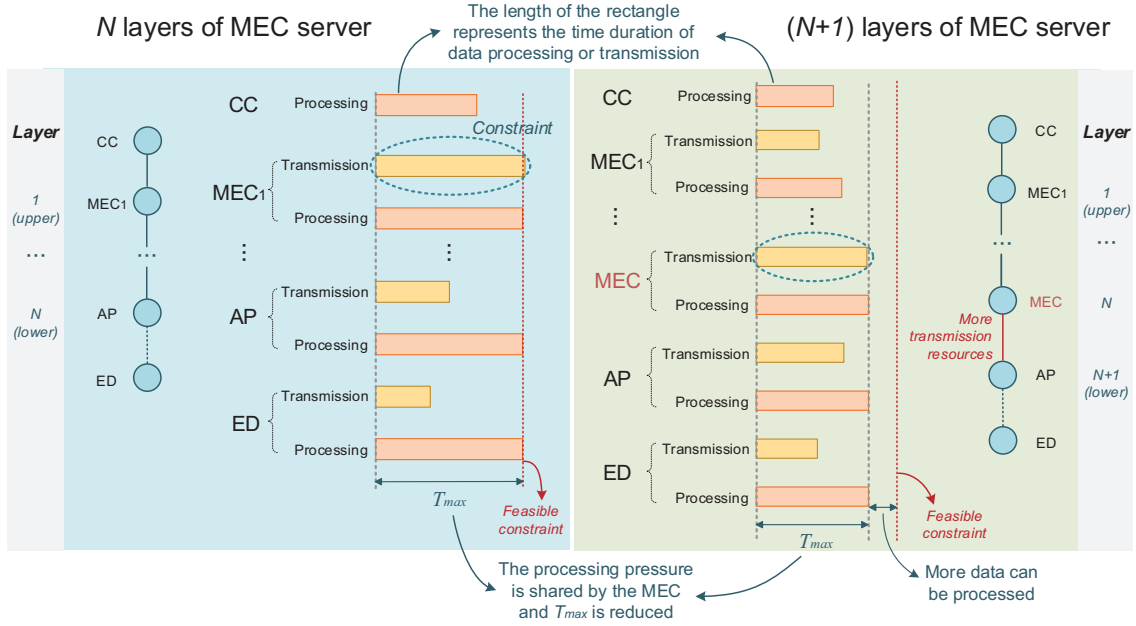 N layers of MEC server
The length of the rectangle
represents the time duration of
data processing or transmission
(N+1) layers of MEC server
Layer
CC
MEC1
1
(upper)
...
...
AP
N
(lower)
ED
CC
Processing
Constraint
MEC1
Transmission
Processing
...
...
AP
Transmission
Processing
ED
Transmission
Processing
Tmax
Feasible
constraint
CC
Processing
MEC1
Transmission
Processing
...
...
MEC
Transmission
Processing
AP
Transmission
Processing
ED
Transmission
Processing
Tmax
Feasible
constraint
Layer
CC
MEC1
1
(upper)
...
...
MEC
N
More
transmission
resources
AP
N+1
(lower)
ED
The processing pressure
is shared by the MEC
and Tmax is reduced
More data can
be processed